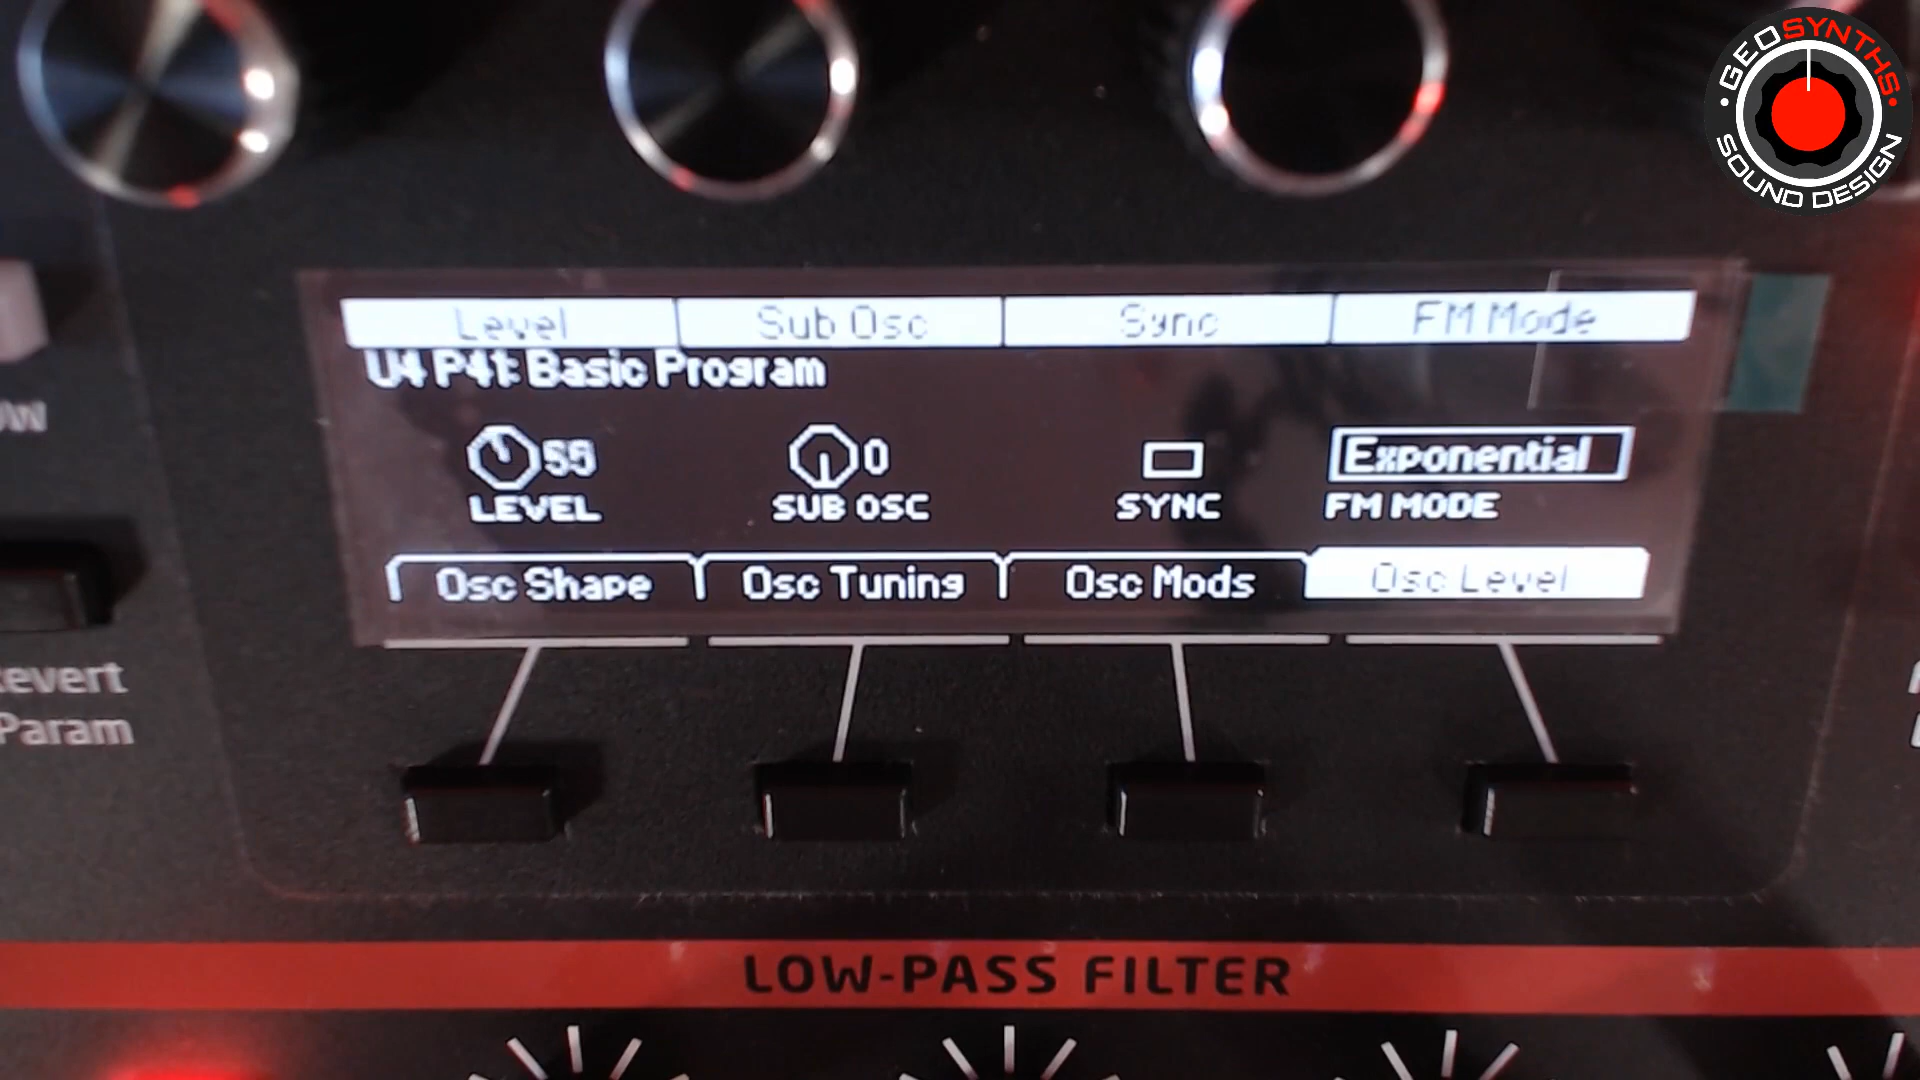 GEOSYNTHS
SOUND DESIGN
Level Sub Osc Sync FM Mode
U4 P41: Basic Program
0 Exponential
LEVEL SUB OSC SYNC FM MODE
Osc Shape Osc Tuning Osc Mods Osc Level
Revert
Param
LOW-PASS FILTER